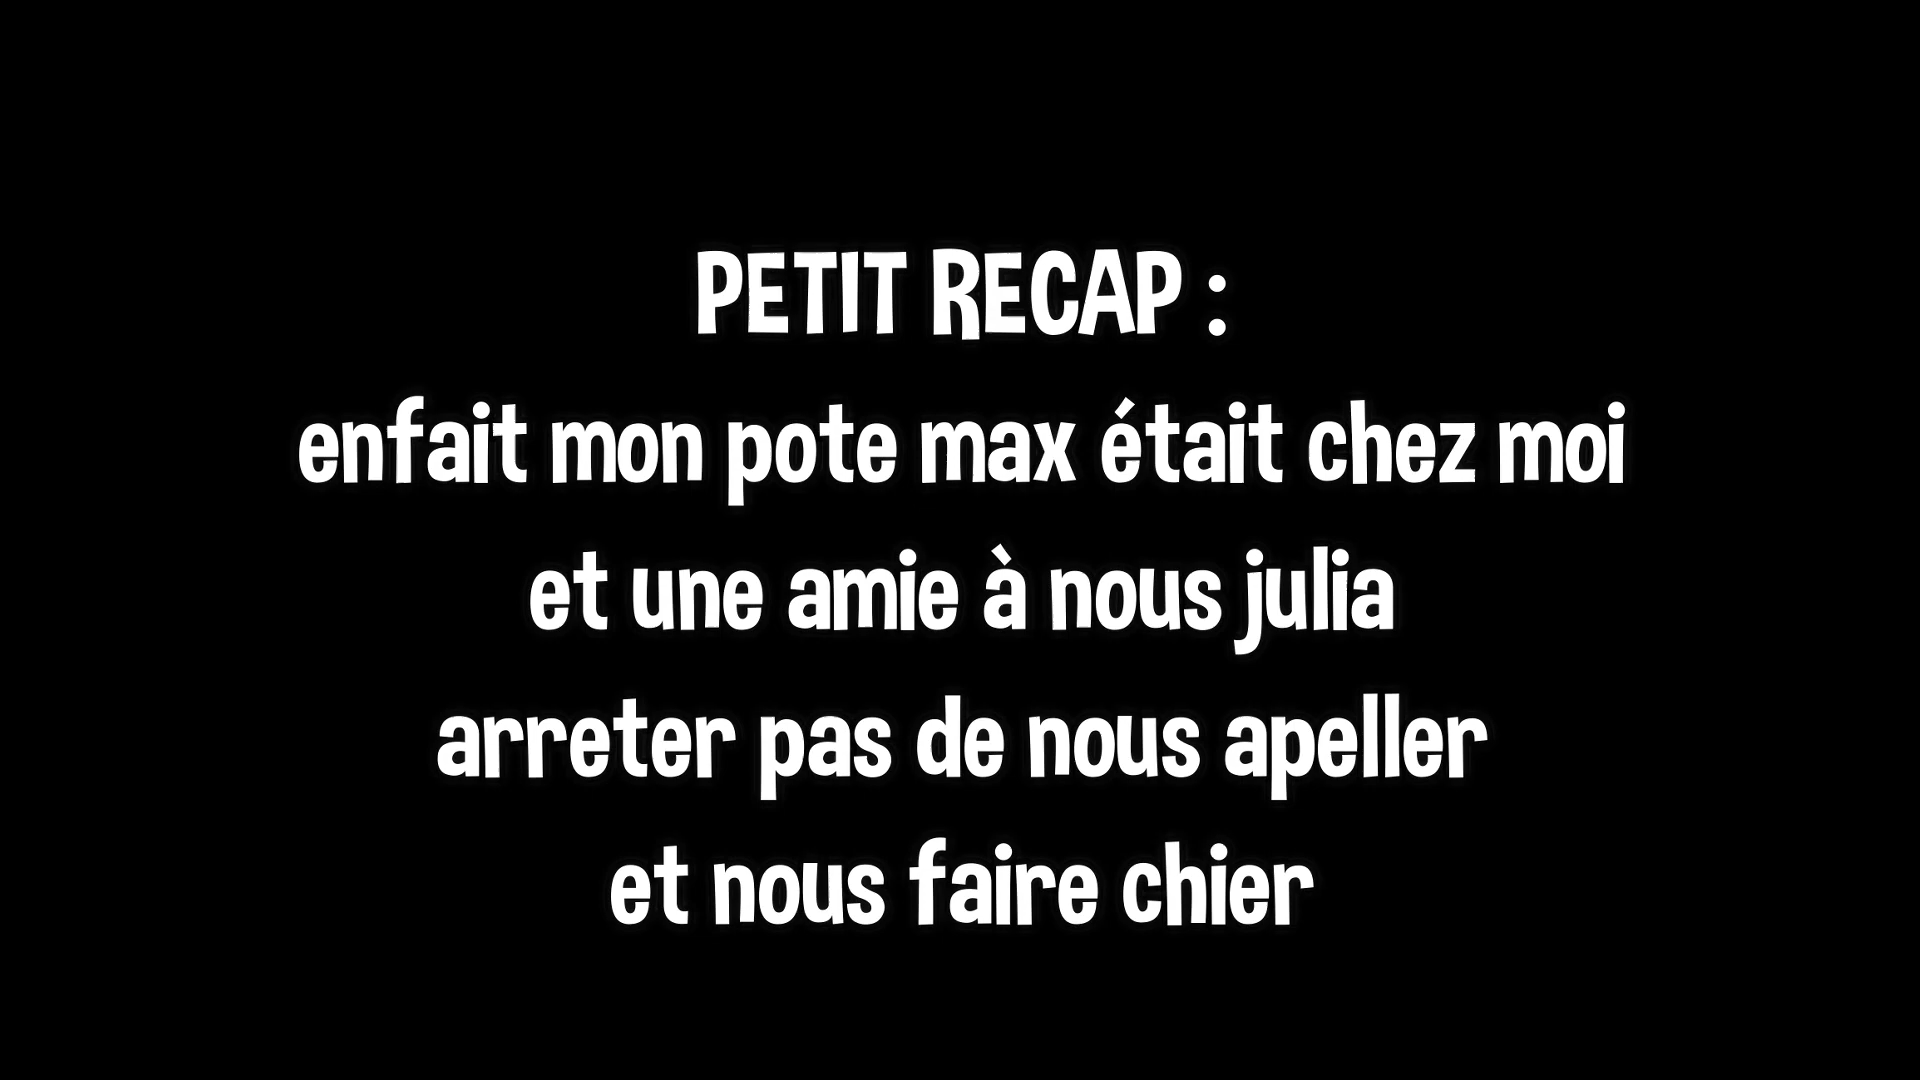 PETIT RECAP :
enfait mon pote max était chez moi
et une amie à nous julia
arreter pas de nous apeller
et nous faire chier